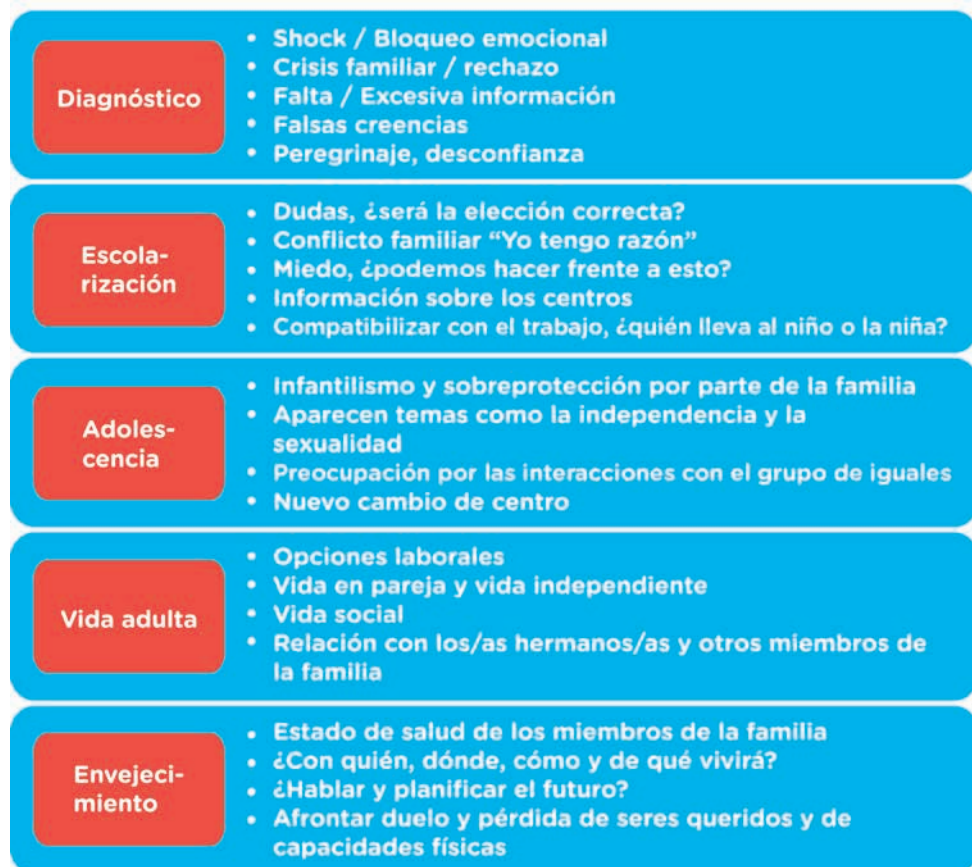 Diagnóstico
• Shock / Bloqueo emocional
• Crisis familiar / rechazo
• Falta / Excesiva información
• Falsas creencias
• Peregrinaje, desconfianza
Escola-
rización
• Dudas, ¿será la elección correcta?
• Conflicto familiar “Yo tengo razón”
• Miedo, ¿podemos hacer frente a esto?
• Información sobre los centros
• Compatibilizar con el trabajo, ¿quién lleva al niño o la niña?
Adoles-
cencia
• Infantilismo y sobreprotección por parte de la familia
• Aparecen temas como la independencia y la
sexualidad
• Preocupación por las interacciones con el grupo de iguales
• Nuevo cambio de centro
Vida adulta
• Opciones laborales
• Vida en pareja y vida independiente
• Vida social
• Relación con los/as hermanos/as y otros miembros de
la familia
Envejeci-
miento
• Estado de salud de los miembros de la familia
• ¿Con quién, dónde, cómo y de qué vivirá?
• ¿Hablar y planificar el futuro?
• Afrontar duelo y pérdida de seres queridos y de
capacidades físicas